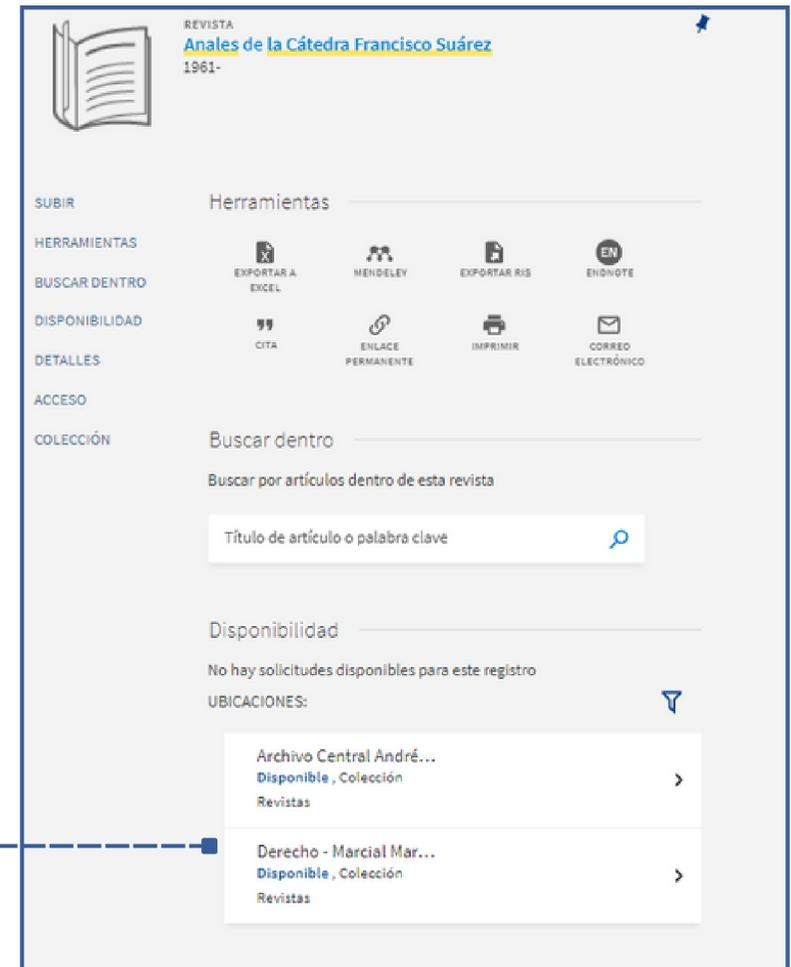 REVISTA
Anales de la Cátedra Francisco Suárez
1961-
SUBIR
HERRAMIENTAS
BUSCAR DENTRO
DISPONIBILIDAD
DETALLES
ACCESO
COLECCIÓN
Herramientas
EXPORTAR A
EXCEL
MENDELEY
EXPORTAR RIS
EN
ENDNOTE
CITA
ENLACE
PERMANENTE
IMPRIMIR
CORREO
ELECTRÓNICO
Buscar dentro
Buscar por artículos dentro de esta revista
Título de artículo o palabra clave
Disponibilidad
No hay solicitudes disponibles para este registro
UBICACIONES:
Archivo Central André...
Disponible , Colección
Revistas
Derecho - Marcial Mar...
Disponible , Colección
Revistas